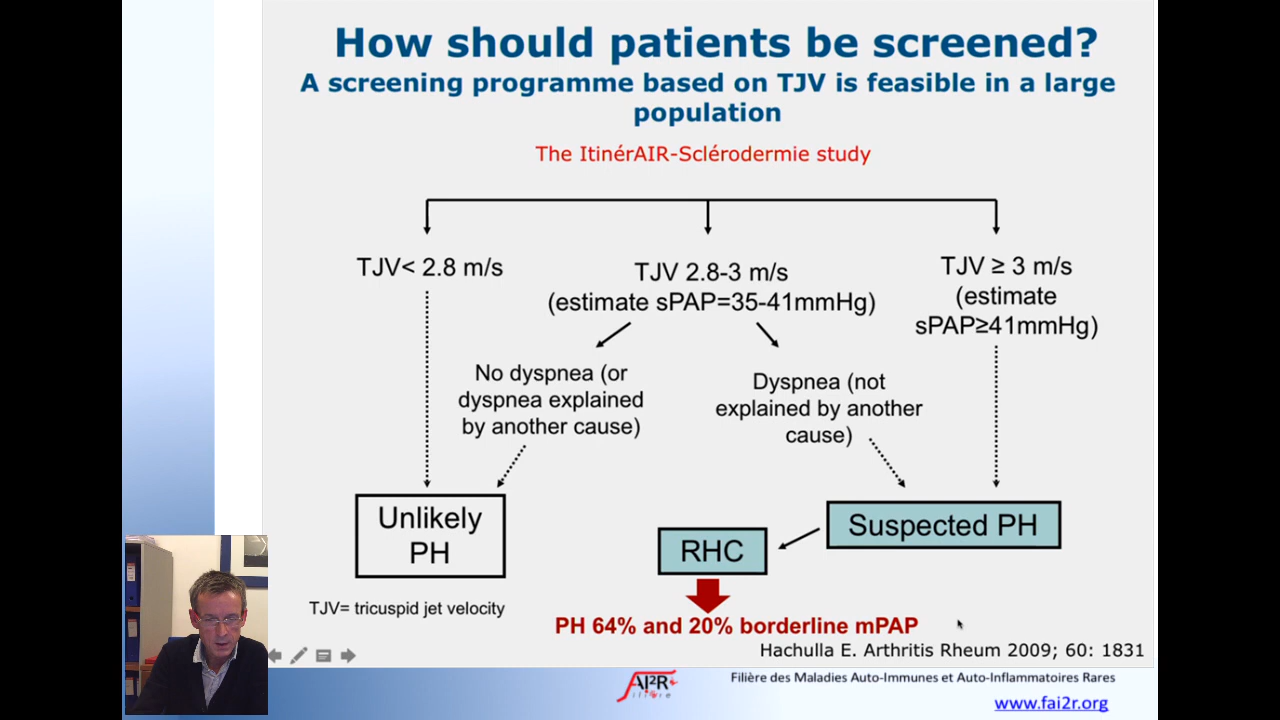 How should patients be screened?
A screening programme based on TJV is feasible in a large
population
The ItinérAIR-Sclérodermie study
TJV< 2.8 m/s
TJV 2.8-3 m/s
(estimate sPAP=35-41mmHg)
TJV ≥ 3 m/s
(estimate
sPAP≥41mmHg)
No dyspnea (or
dyspnea explained
by another cause)
Dyspnea (not
explained by another
cause)
Unlikely
PH
Suspected PH
RHC
TJV= tricuspid jet velocity
PH 64% and 20% borderline mPAP
Hachulla E. Arthritis Rheum 2009; 60: 1831
FAI2R
filière
Filière des Maladies Auto-Immunes et Auto-Inflammatoires Rares
www.fai2r.org